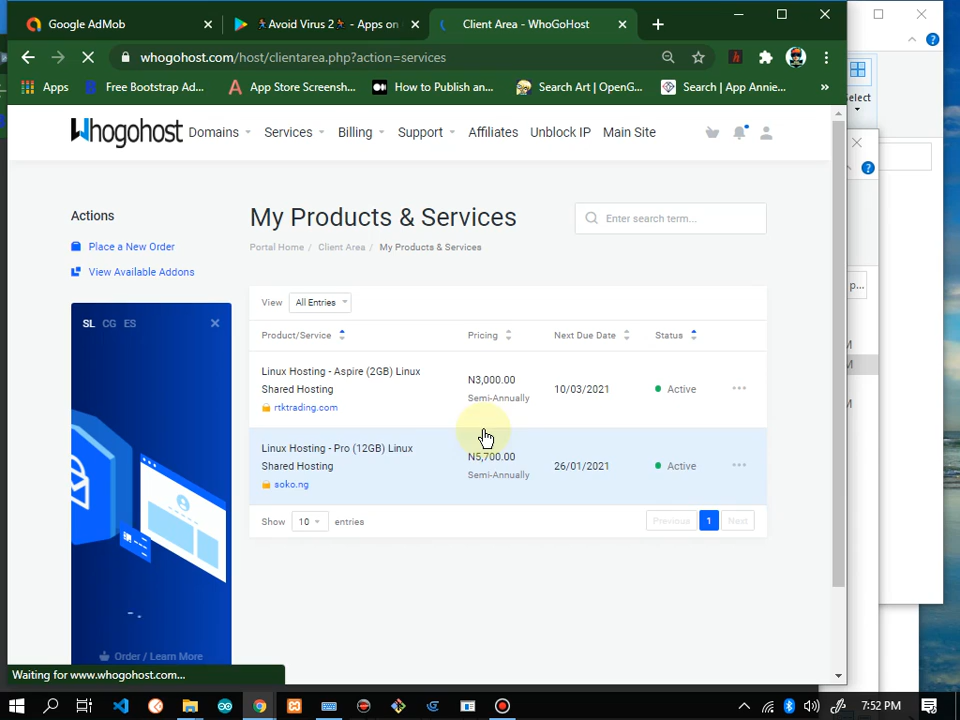 Google AdMob
Avoid Virus 2 - Apps on
Client Area - WhoGoHost
whogohost.com/host/clientarea.php?action=services
Apps
Free Bootstrap Ad...
App Store Screensh...
How to Publish an...
Search Art | OpenG...
Search | App Annie...
»
Select
Whogohost
Domains
Services
Billing
Support
Affiliates
Unblock IP
Main Site
Actions
Place a New Order
View Available Addons
My Products & Services
Portal Home / Client Area / My Products & Services
Enter search term...
SL CG ES
View All Entries
Product/Service Pricing Next Due Date Status
Linux Hosting - Aspire (2GB) Linux
Shared Hosting
rtktrading.com
N3,000.00
Semi-Annually
10/03/2021
Active
Linux Hosting - Pro (12GB) Linux
Shared Hosting
soko.ng
N5,700.00
Semi-Annually
26/01/2021
Active
Show 10 entries
Previous 1 Next
Order / Learn More
Waiting for www.whogohost.com...
p...
7:52 PM